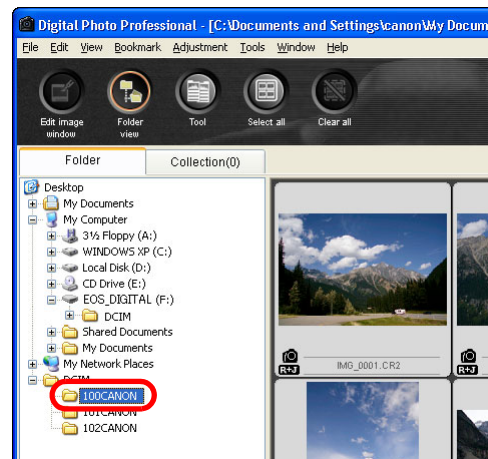 Digital Photo Professional - [C:\Documents and Settings\canon\My Docum
File Edit View Bookmark Adjustment Tools Window Help
Edit image window
Folder view
Tool
Select all
Clear all
Folder
Collection(0)
Desktop
My Documents
My Computer
3½ Floppy (A:)
WINDOWS XP (C:)
Local Disk (D:)
CD Drive (E:)
EOS_DIGITAL (F:)
DCIM
Shared Documents
My Documents
My Network Places
DCIM
100CANON
101CANON
102CANON
R+J
IMG_0001.CR2
R+J